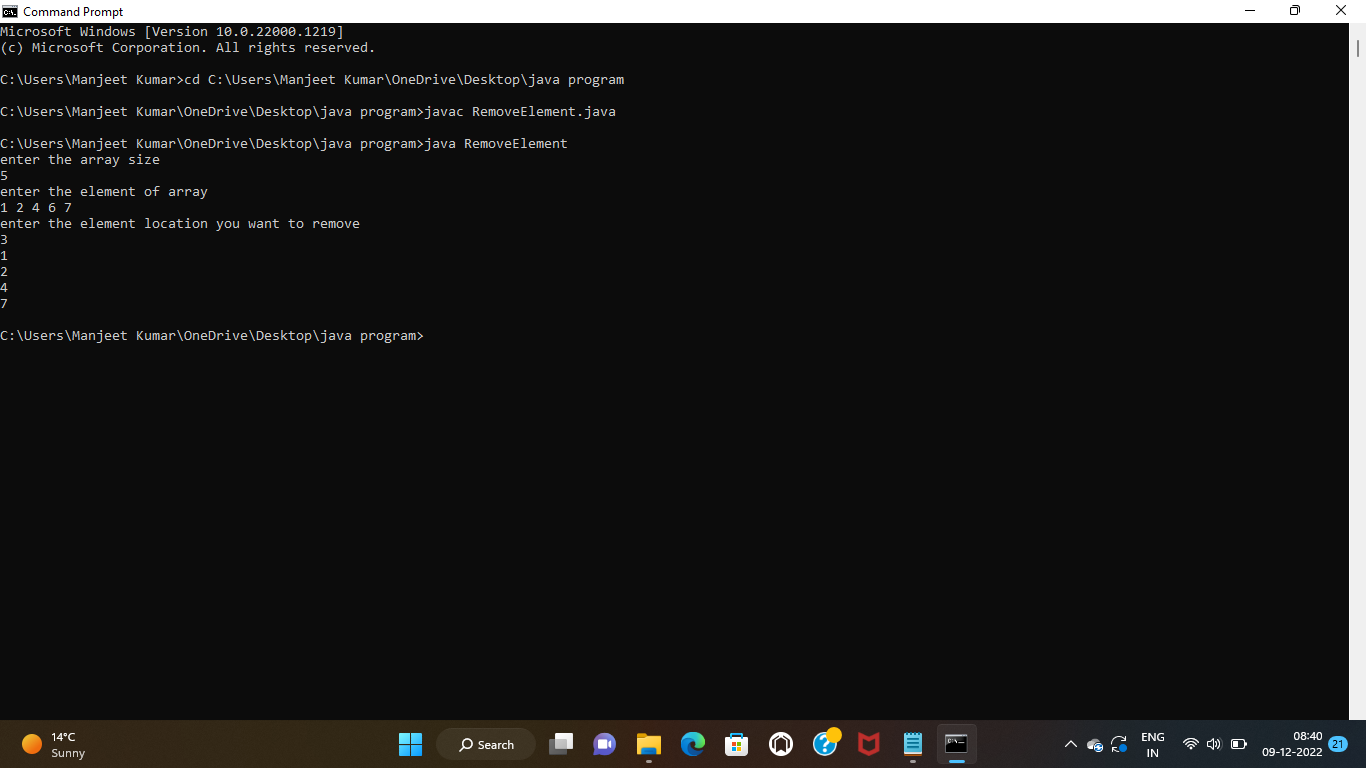 Command Prompt
Microsoft Windows [Version 10.0.22000.1219]
(c) Microsoft Corporation. All rights reserved.
C:\Users\Manjeet Kumar>cd C:\Users\Manjeet Kumar\OneDrive\Desktop\java program
C:\Users\Manjeet Kumar\OneDrive\Desktop\java program>javac RemoveElement.java
C:\Users\Manjeet Kumar\OneDrive\Desktop\java program>java RemoveElement
enter the array size
5
enter the element of array
1 2 4 6 7
enter the element location you want to remove
3
1
2
4
7
C:\Users\Manjeet Kumar\OneDrive\Desktop\java program>
14°C
Sunny
Search
ENG
IN
08:40
09-12-2022
21